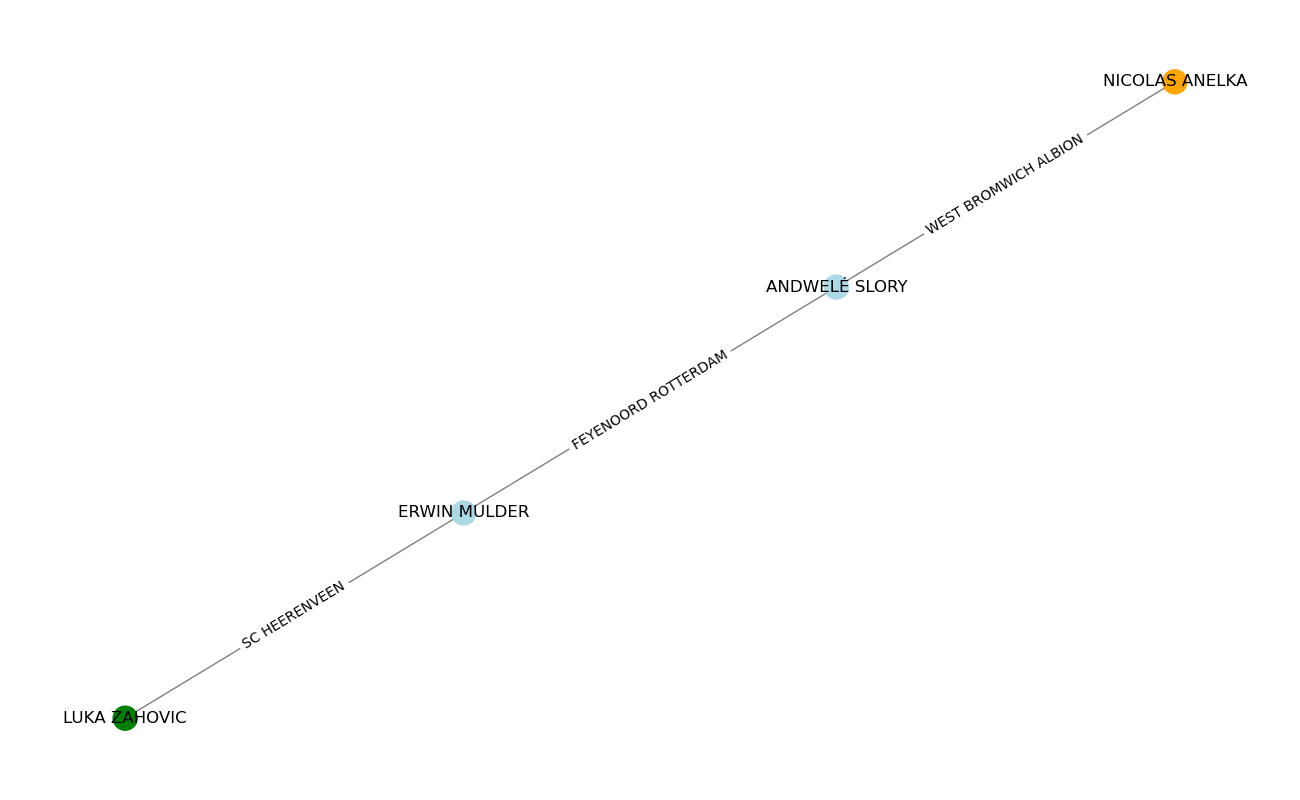 NICOLAS ANELKA
WEST BROMWICH ALBION
ANDWELÉ SLORY
FEYENOORD ROTTERDAM
ERWIN MULDER
SC HEERENVEEN
LUKA ZAHOVIC